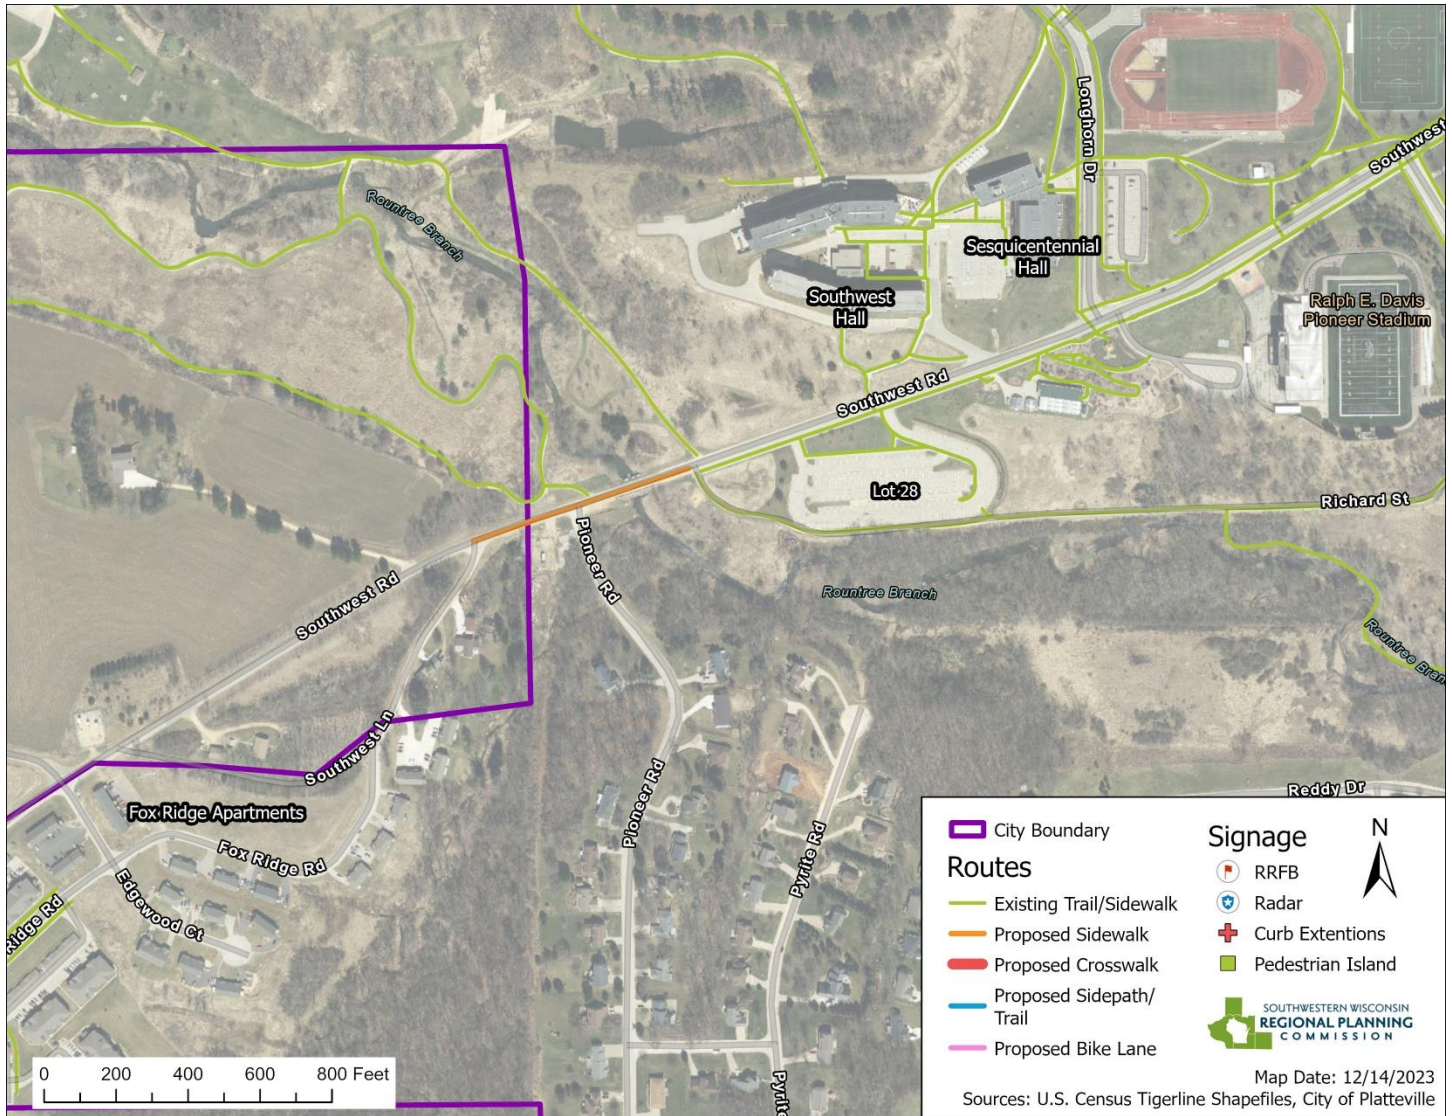 Longhorn Dr
Southwest
Rountree Branch
Sesquicentennial
Hall
Southwest
Hall
Ralph E. Davis
Pioneer Stadium
Southwest Rd
Lot 28
Richard St
Pioneer Rd
Southwest Rd
Rountree Branch
Rountree Bran
Southwest Ln
Pioneer Rd
Reddy Dr
Fox Ridge Apartments
Fox Ridge Rd
Pyrite Rd
Edgewood Ct
Ridge Rd
Pyrite
City Boundary
Routes
Existing Trail/Sidewalk
Proposed Sidewalk
Proposed Crosswalk
Proposed Sidepath/
Trail
Proposed Bike Lane
Signage
RRFB
Radar
Curb Extentions
Pedestrian Island
N
SOUTHWESTERN WISCONSIN
REGIONAL PLANNING
COMMISSION
0 200 400 600 800 Feet
Map Date: 12/14/2023
Sources: U.S. Census Tigerline Shapefiles, City of Platteville